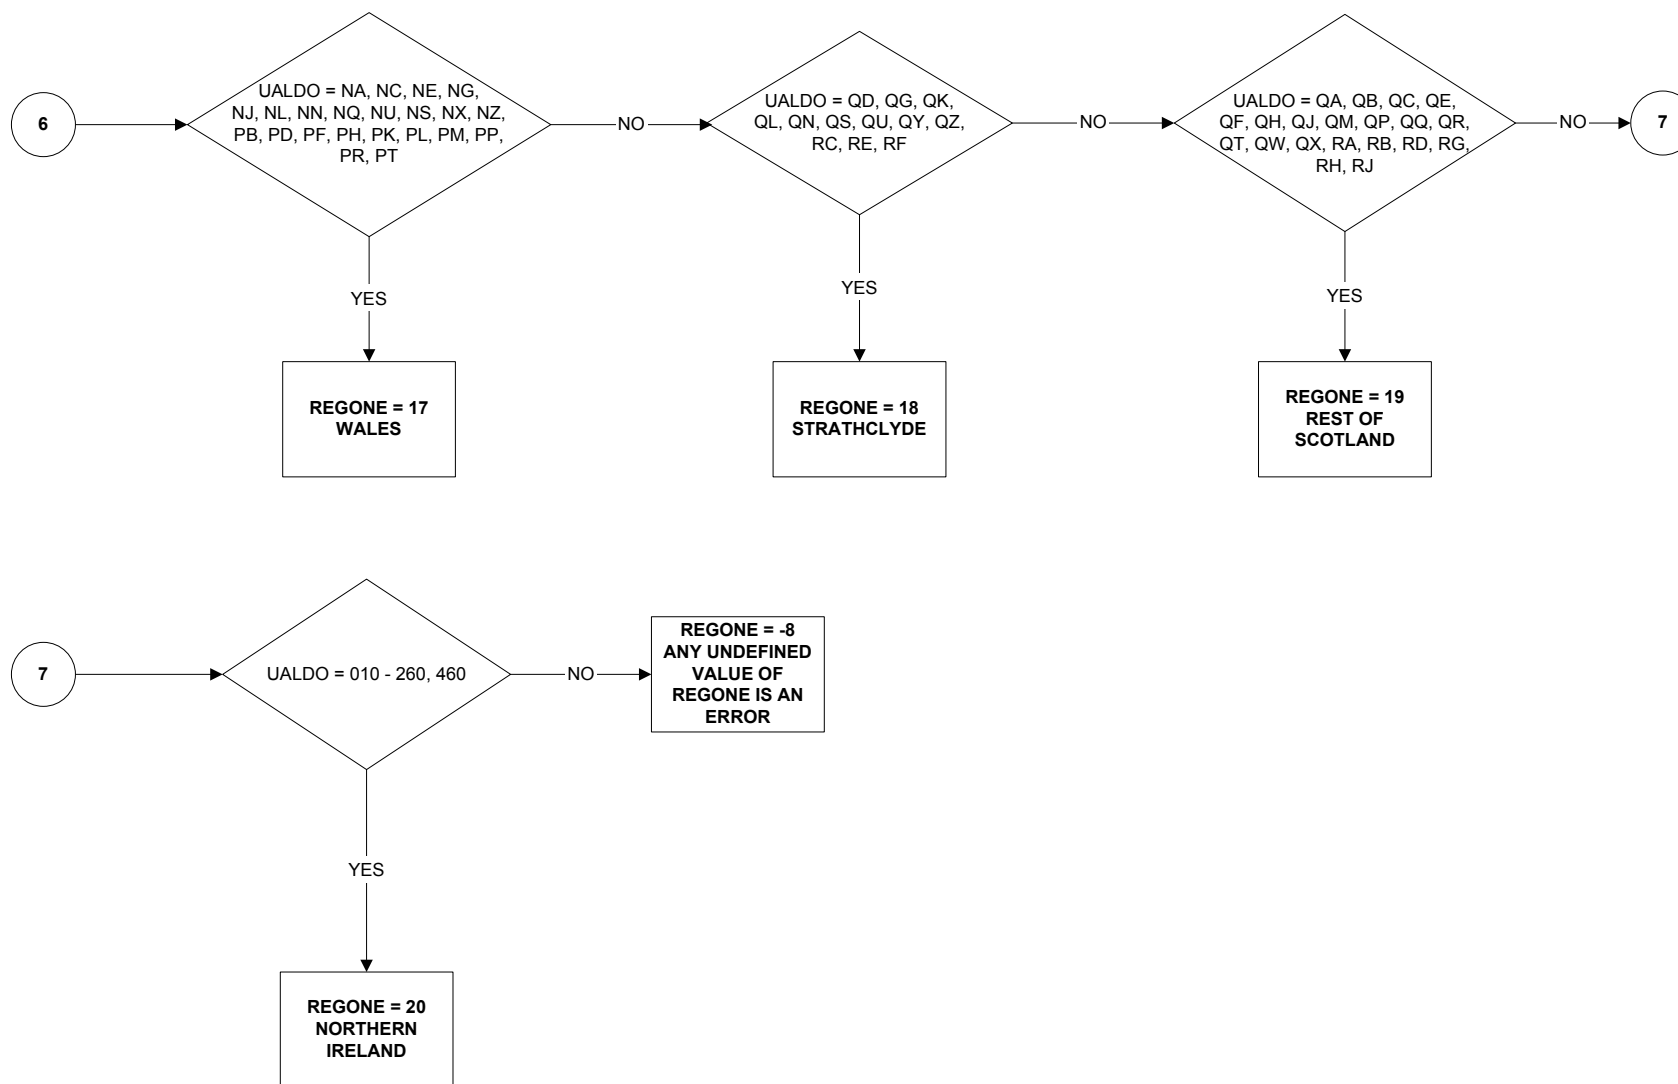 6
UALDO = NA, NC, NE, NG,
NJ, NL, NN, NQ, NU, NS, NX, NZ,
PB, PD, PF, PH, PK, PL, PM, PP,
PR, PT
NO
UALDO = QD, QG, QK,
QL, QN, QS, QU, QY, QZ,
RC, RE, RF
NO
UALDO = QA, QB, QC, QE,
QF, QH, QJ, QM, QP, QQ, QR,
QT, QW, QX, RA, RB, RD, RG,
RH, RJ
NO
7
YES
YES
YES
REGONE = 17
WALES
REGONE = 18
STRATHCLYDE
REGONE = 19
REST OF
SCOTLAND
7
UALDO = 010 - 260, 460
NO
REGONE = -8
ANY UNDEFINED
VALUE OF
REGONE IS AN
ERROR
YES
REGONE = 20
NORTHERN
IRELAND